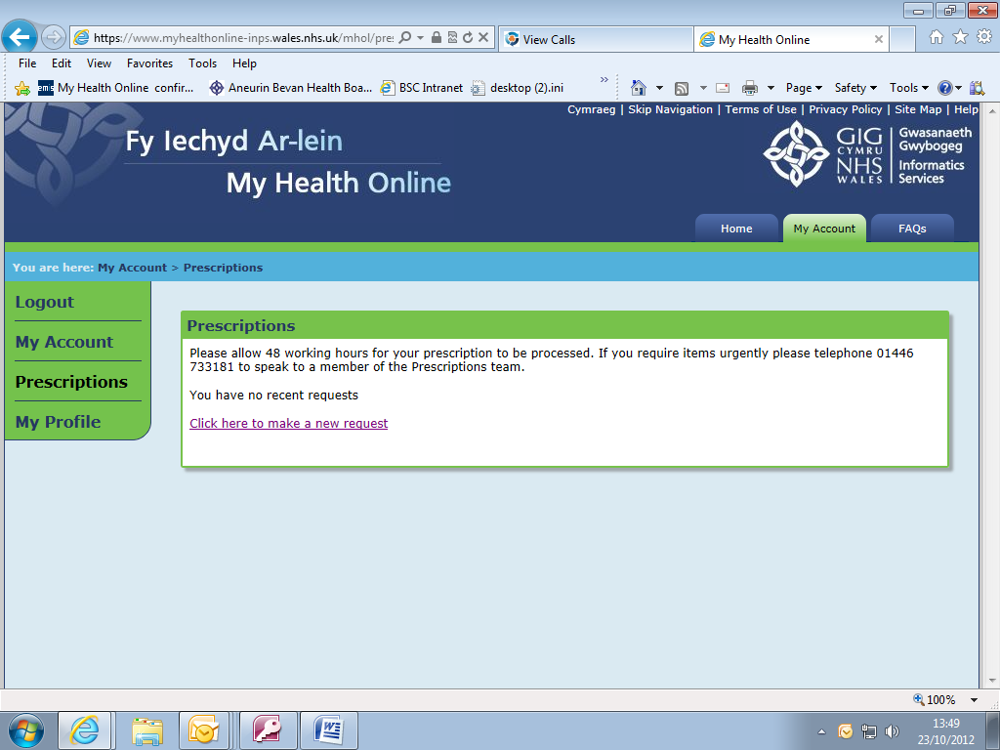 https://www.myhealthonline-inps.wales.nhs.uk/mhol/pre
View Calls
My Health Online
File Edit View Favorites Tools Help
emis My Health Online confir... Aneurin Bevan Health Boa... BSC Intranet desktop (2).ini » Page Safety Tools
Cymraeg | Skip Navigation | Terms of Use | Privacy Policy | Site Map | Help
Fy Iechyd Ar-lein
My Health Online
GIG
CYMRU
NHS
WALES
Gwasanaeth
Gwybogeg
Informatics
Services
Home My Account FAQs
You are here: My Account > Prescriptions
Logout
My Account
Prescriptions
My Profile
Prescriptions
Please allow 48 working hours for your prescription to be processed. If you require items urgently please telephone 01446
733181 to speak to a member of the Prescriptions team.
You have no recent requests
Click here to make a new request
100%
13:49
23/10/2012